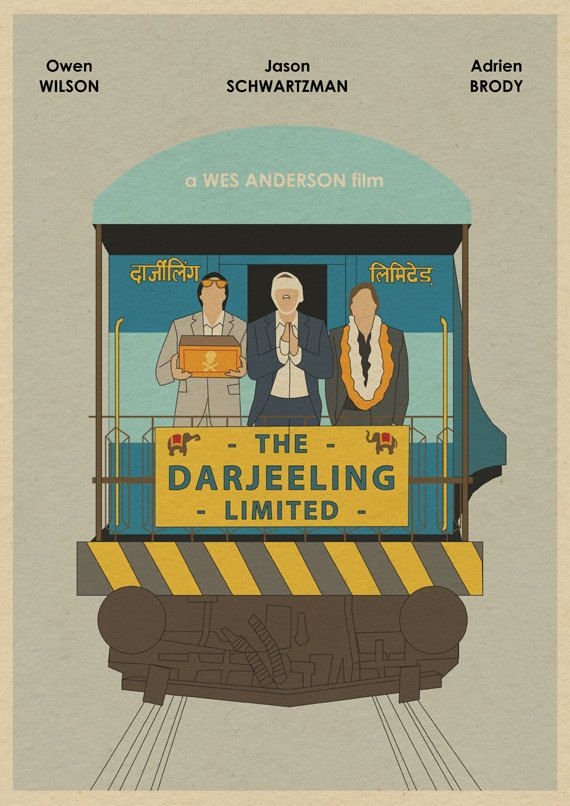 Owen
WILSON
Jason
SCHWARTZMAN
Adrien
BRODY
a WES ANDERSON film
दार्जीलिंग
लिमिटेड़
- THE -
DARJEELING
- LIMITED -